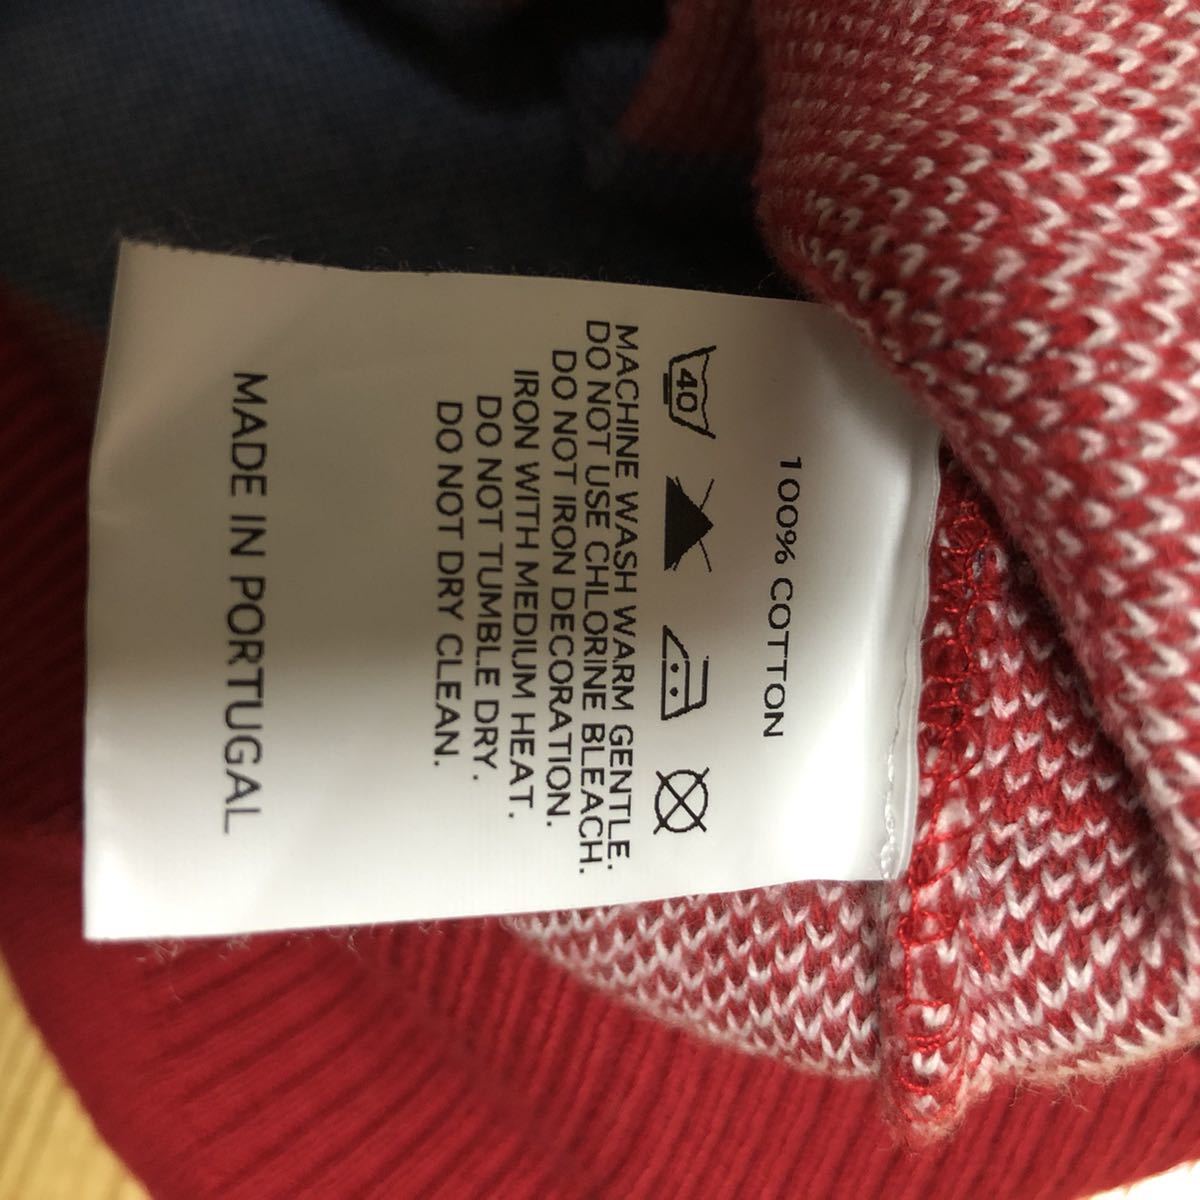 100% COTTON
40
MACHINE WASH WARM GENTLE.
DO NOT USE CHLORINE BLEACH.
DO NOT IRON DECORATION.
IRON WITH MEDIUM HEAT.
DO NOT TUMBLE DRY.
DO NOT DRY CLEAN.
MADE IN PORTUGAL